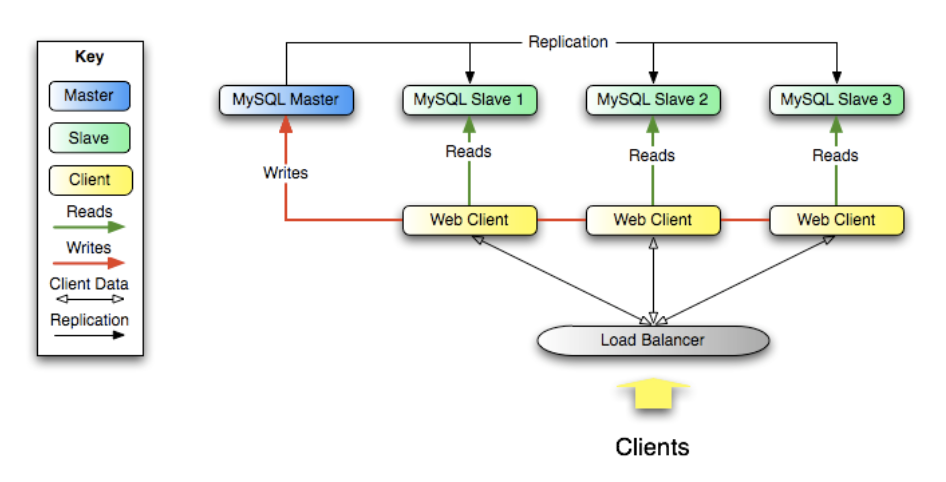 Key
Master
Slave
Client
Reads
Writes
Client Data
Replication
Replication
MySQL Master
MySQL Slave 1
MySQL Slave 2
MySQL Slave 3
Writes
Reads
Reads
Reads
Web Client
Web Client
Web Client
Load Balancer
Clients